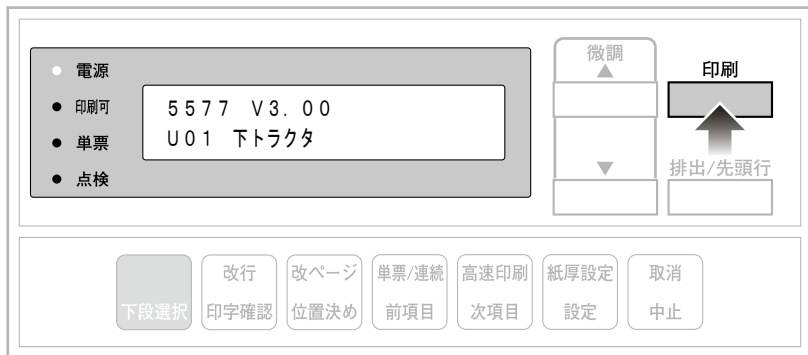 電源
印刷可
単票
点検
5577 V3.00
U01 下トラクタ
微調
▲
▼
印刷
排出/先頭行
下段選択
改行
印字確認
改ページ
位置決め
単票/連続
前項目
高速印刷
次項目
紙厚設定
設定
取消
中止